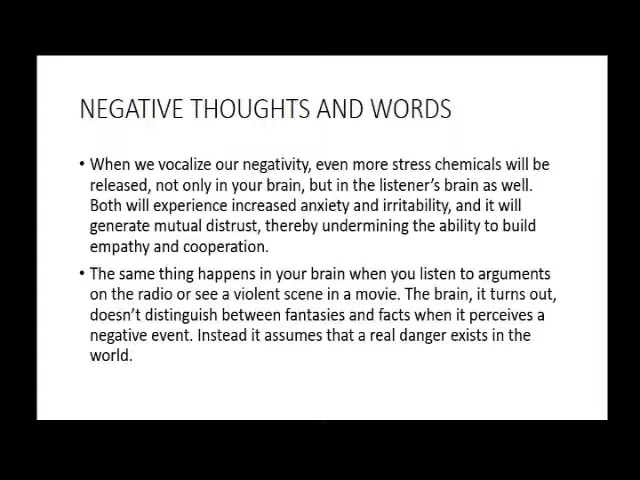 NEGATIVE THOUGHTS AND WORDS
• When we vocalize our negativity, even more stress chemicals will be
released, not only in your brain, but in the listener's brain as well.
Both will experience increased anxiety and irritability, and it will
generate mutual distrust, thereby undermining the ability to build
empathy and cooperation.
• The same thing happens in your brain when you listen to arguments
on the radio or see a violent scene in a movie. The brain, it turns out,
doesn't distinguish between fantasies and facts when it perceives a
negative event. Instead it assumes that a real danger exists in the
world.